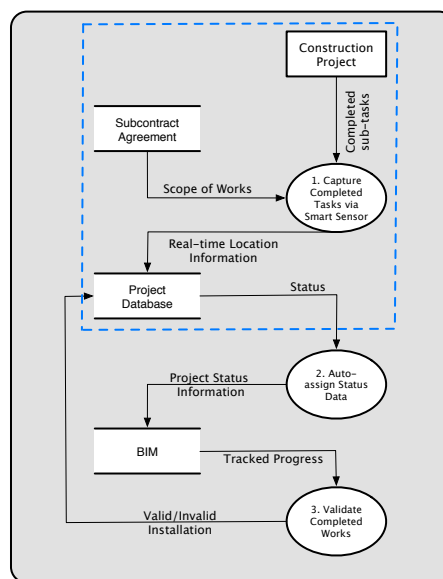 Construction
Project
Completed
sub-tasks
Subcontract
Agreement
Scope of Works
1. Capture
Completed
Tasks via
Smart Sensor
Real-time Location
Information
Project
Database
Status
2. Auto-
assign Status
Data
Project Status
Information
BIM
Tracked Progress
3. Validate
Completed
Works
Valid/Invalid
Installation